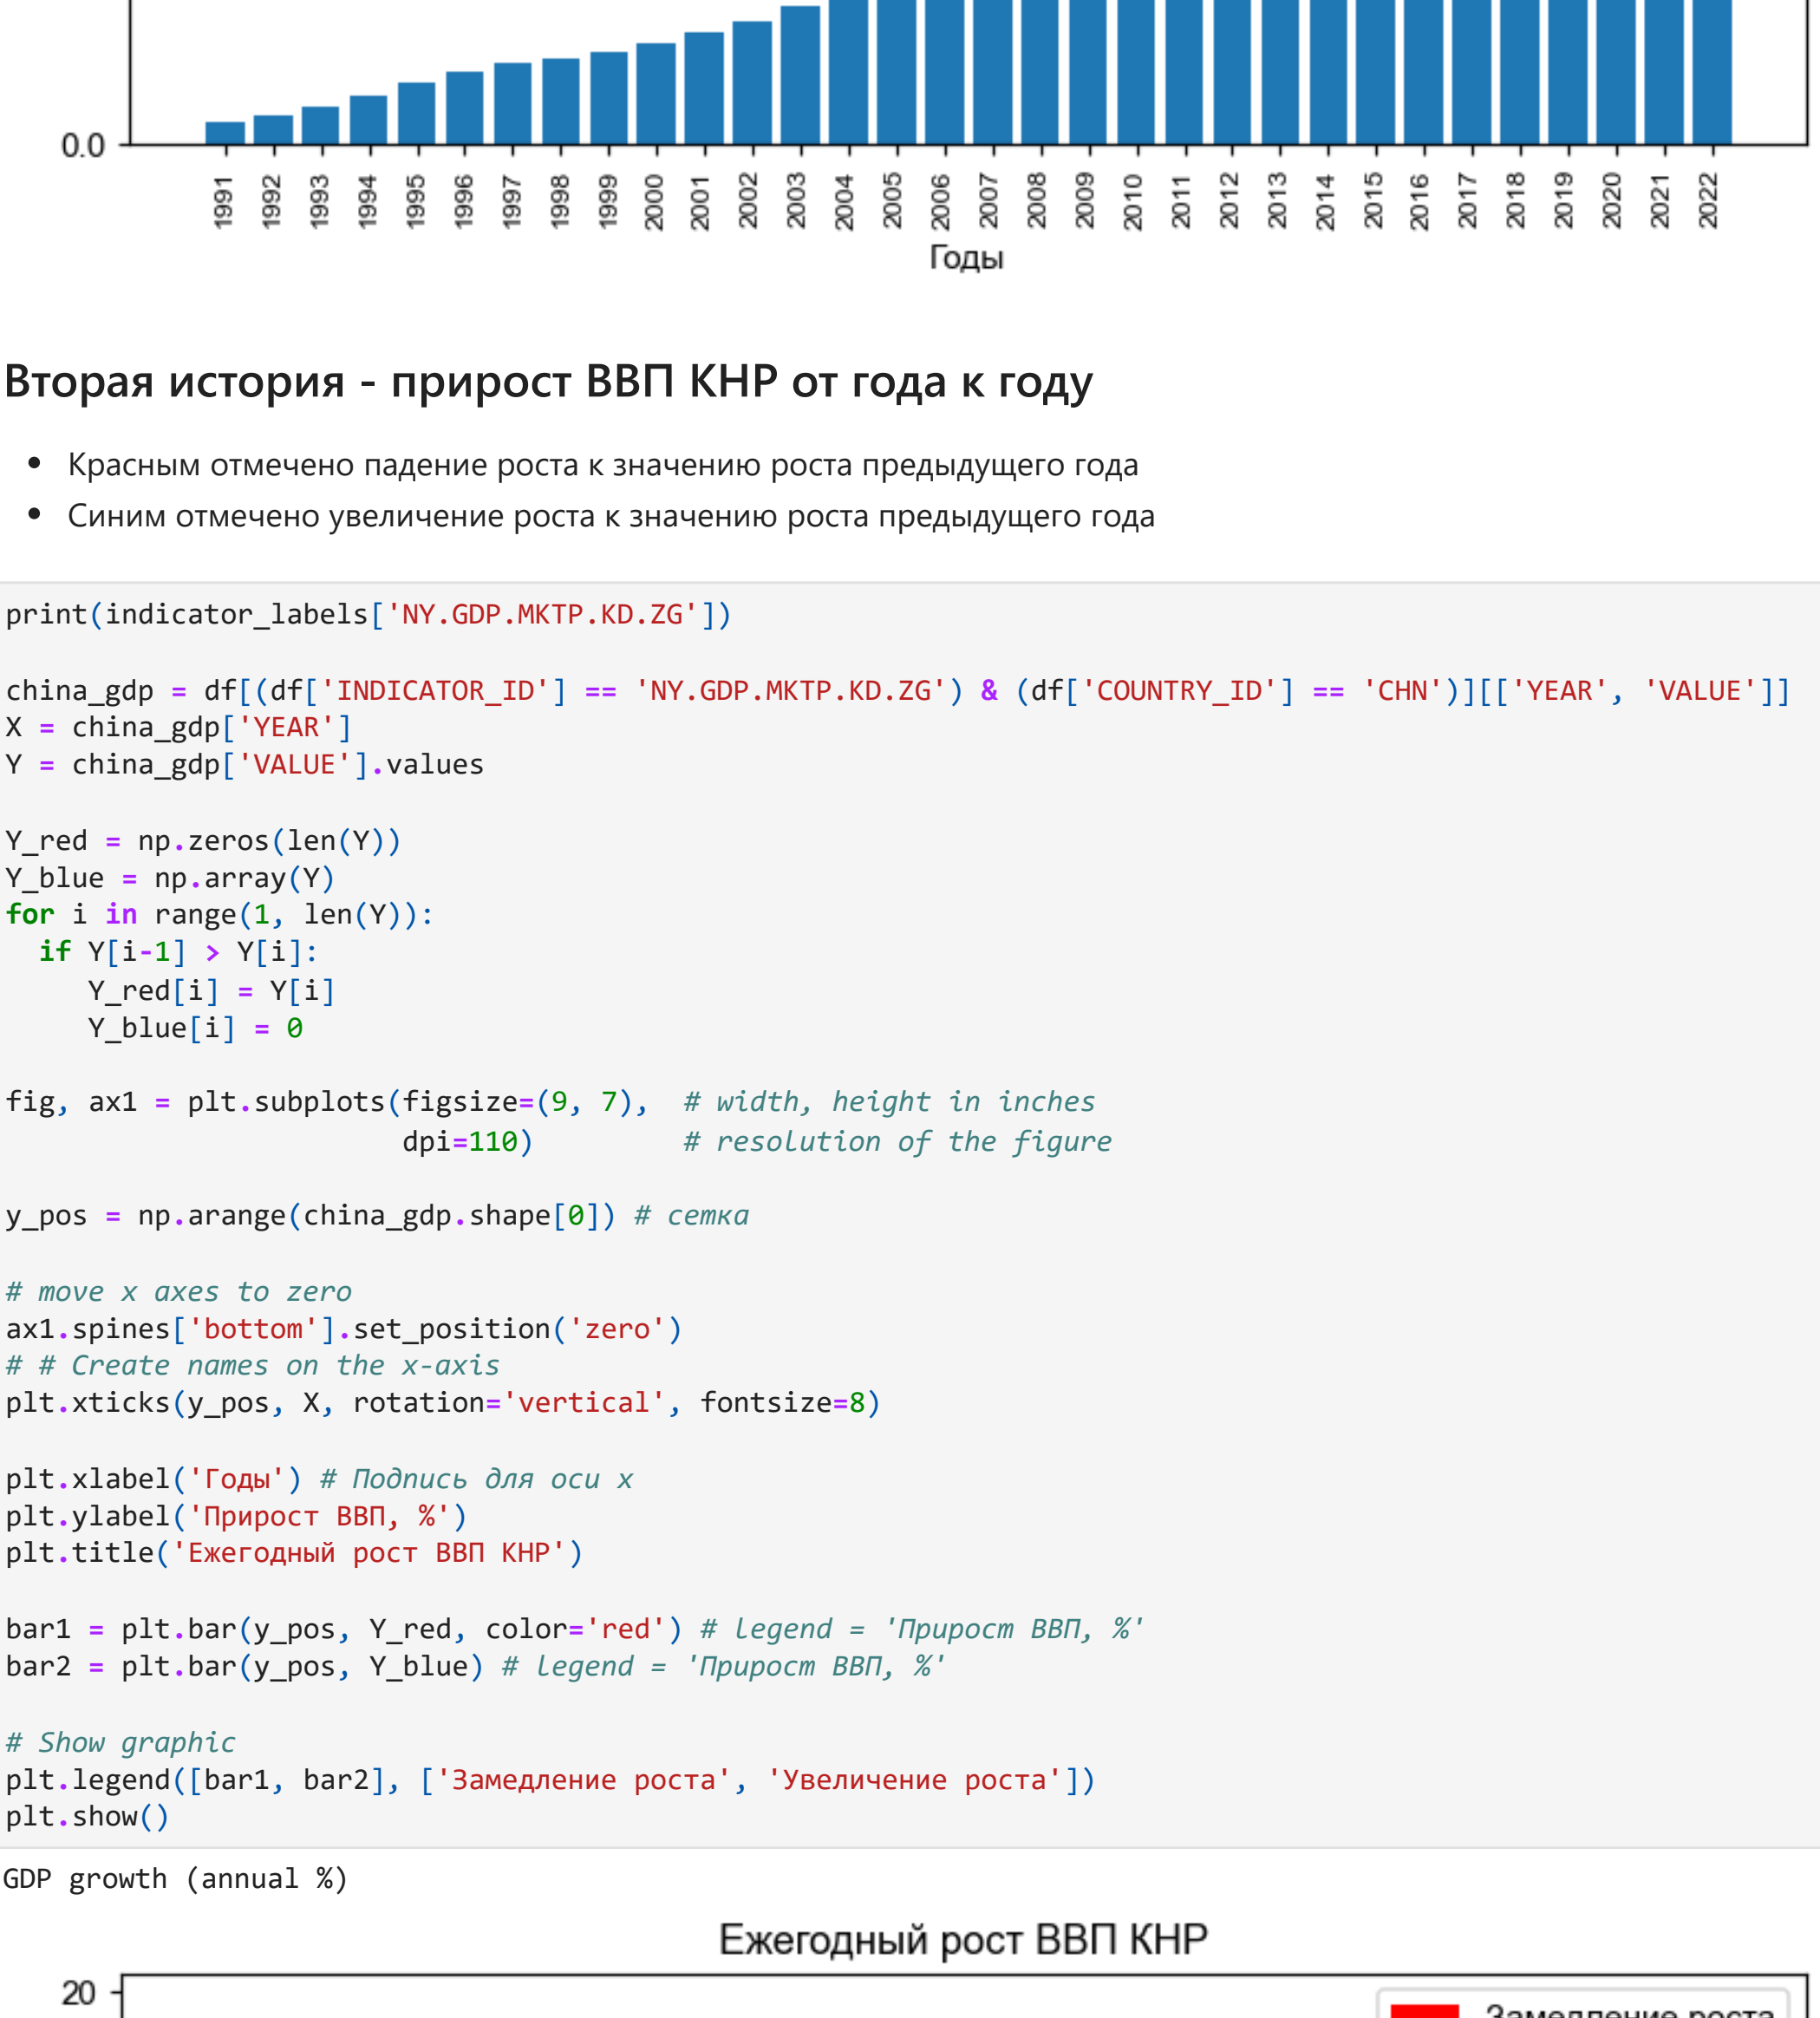 0.0
1991 1992 1993 1994 1995 1996 1997 1998 1999 2000 2001 2002 2003 2004 2005 2006 2007 2008 2009 2010 2011 2012 2013 2014 2015 2016 2017 2018 2019 2020 2021 2022
Годы
Вторая история - прирост ВВП КНР от года к году
• Красным отмечено падение роста к значению роста предыдущего года
• Синим отмечено увеличение роста к значению роста предыдущего года
print(indicator_labels['NY.GDP.MKTP.KD.ZG'])
china_gdp = df[(df['INDICATOR_ID'] == 'NY.GDP.MKTP.KD.ZG') & (df['COUNTRY_ID'] == 'CHN')][['YEAR', 'VALUE']]
X = china_gdp['YEAR']
Y = china_gdp['VALUE'].values
Y_red = np.zeros(len(Y))
Y_blue = np.array(Y)
for i in range(1, len(Y)):
  if Y[i-1] > Y[i]:
     Y_red[i] = Y[i]
     Y_blue[i] = 0
fig, ax1 = plt.subplots(figsize=(9, 7),  # width, height in inches
                        dpi=110)         # resolution of the figure
y_pos = np.arange(china_gdp.shape[0]) # сетка
# move x axes to zero
ax1.spines['bottom'].set_position('zero')
# # Create names on the x-axis
plt.xticks(y_pos, X, rotation='vertical', fontsize=8)
plt.xlabel('Годы') # Подпись для оси x
plt.ylabel('Прирост ВВП, %')
plt.title('Ежегодный рост ВВП КНР')
bar1 = plt.bar(y_pos, Y_red, color='red') # legend = 'Прирост ВВП, %'
bar2 = plt.bar(y_pos, Y_blue) # legend = 'Прирост ВВП, %'
# Show graphic
plt.legend([bar1, bar2], ['Замедление роста', 'Увеличение роста'])
plt.show()
GDP growth (annual %)
Ежегодный рост ВВП КНР
20
Замедление роста